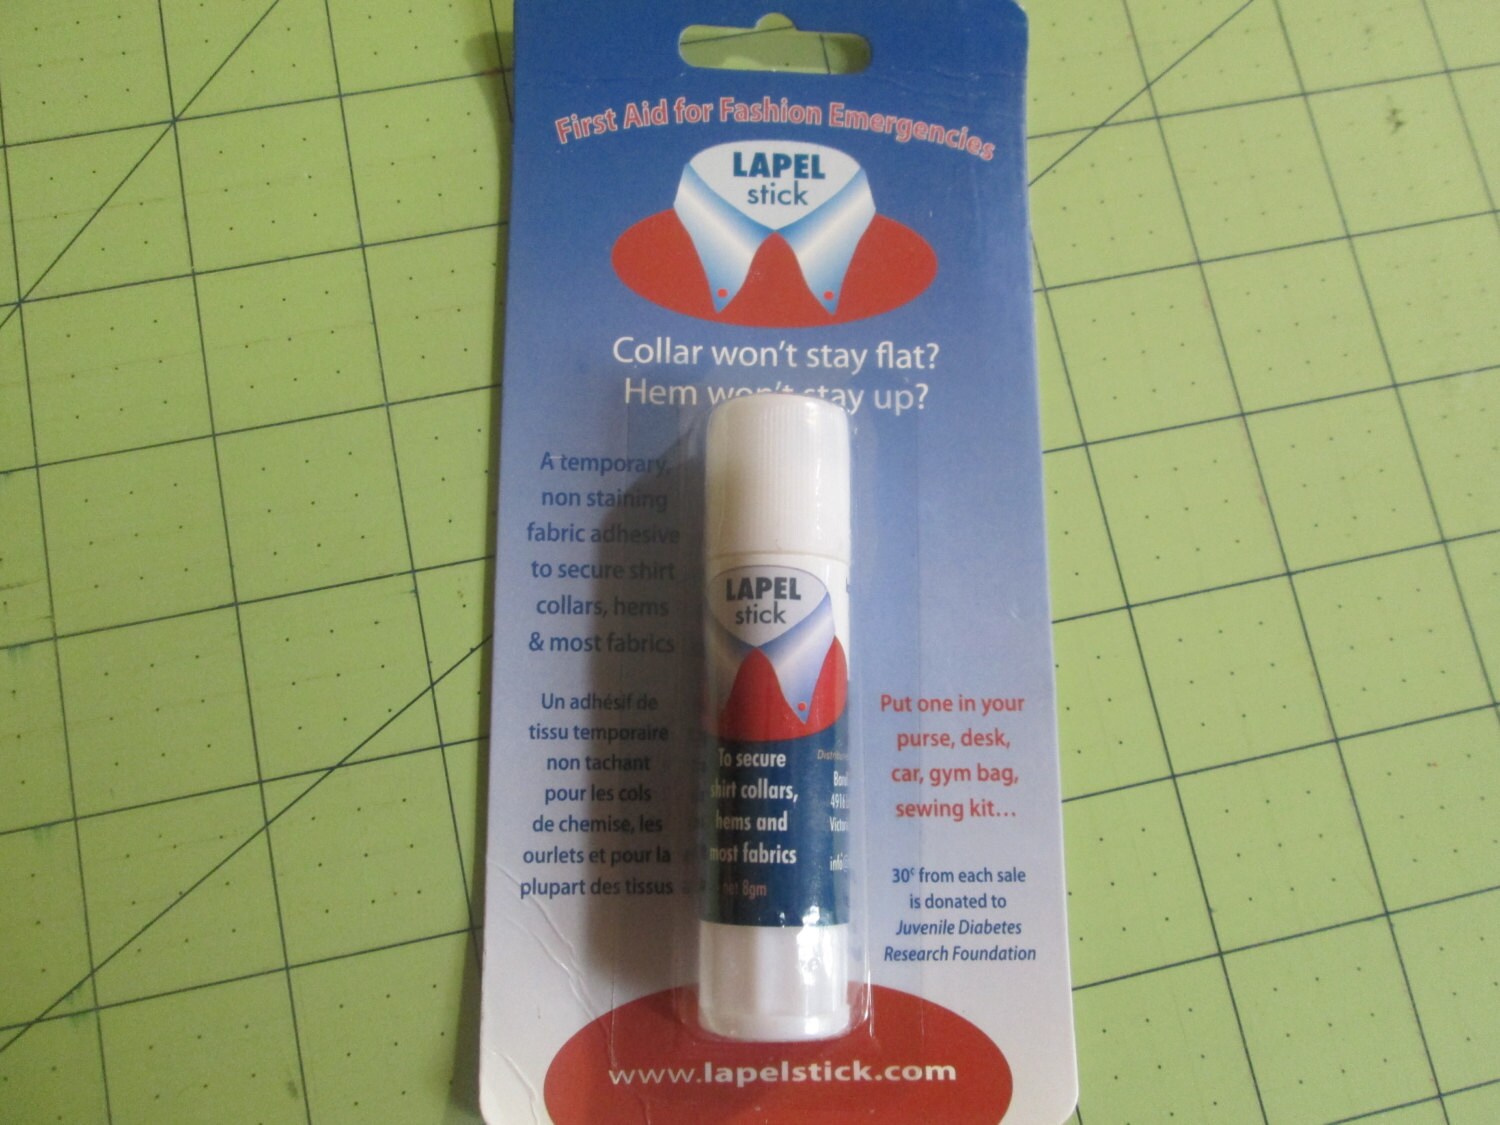 First Aid for Fashion Emergencies
LAPEL
stick
Collar won't stay flat?
Hem won't stay up?
A temporary,
non staining
fabric adhesive
to secure shirt
collars, hems
& most fabrics
Un adhésif de
tissu temporaire
non tachant
pour les cols
de chemise, les
ourlets et pour la
plupart des tissus
LAPEL
stick
To secure
shirt collars,
hems and
most fabrics
net 8gm
Put one in your
purse, desk,
car, gym bag,
sewing kit...
30¢ from each sale
is donated to
Juvenile Diabetes
Research Foundation
www.lapelstick.com